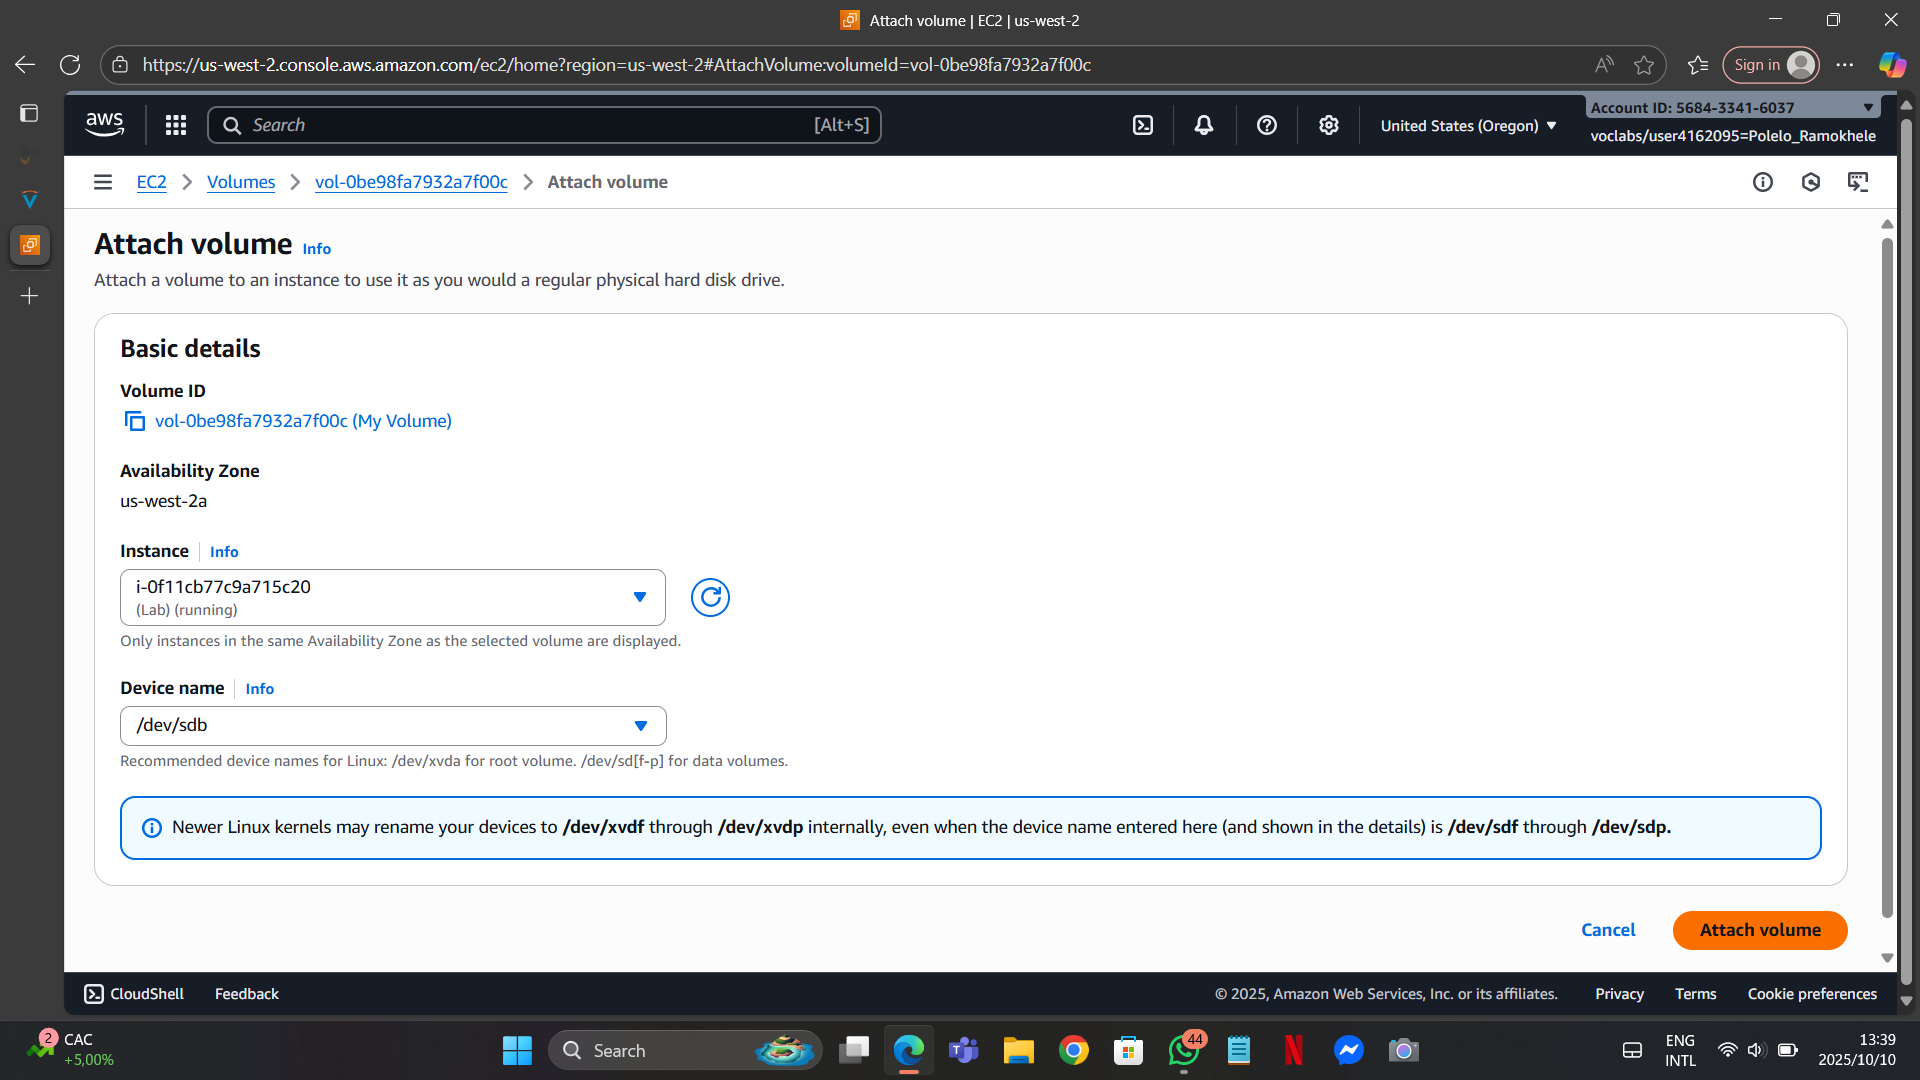 Attach volume | EC2 | us-west-2
https://us-west-2.console.aws.amazon.com/ec2/home?region=us-west-2#AttachVolume:volumeId=vol-0be98fa7932a7f00c
Sign in
aws
Search
[Alt+S]
United States (Oregon)
Account ID: 5684-3341-6037
voclabs/user4162095=Polelo_Ramokhele
EC2
Volumes
vol-0be98fa7932a7f00c
Attach volume
Attach volume Info
Attach a volume to an instance to use it as you would a regular physical hard disk drive.
Basic details
Volume ID
vol-0be98fa7932a7f00c (My Volume)
Availability Zone
us-west-2a
Instance Info
i-0f11cb77c9a715c20
(Lab) (running)
Only instances in the same Availability Zone as the selected volume are displayed.
Device name Info
/dev/sdb
Recommended device names for Linux: /dev/xvda for root volume. /dev/sd[f-p] for data volumes.
Newer Linux kernels may rename your devices to /dev/xvdf through /dev/xvdp internally, even when the device name entered here (and shown in the details) is /dev/sdf through /dev/sdp.
Cancel
Attach volume
CloudShell
Feedback
© 2025, Amazon Web Services, Inc. or its affiliates.
Privacy
Terms
Cookie preferences
2
CAC
+5,00%
Search
44
ENG
INTL
13:39
2025/10/10